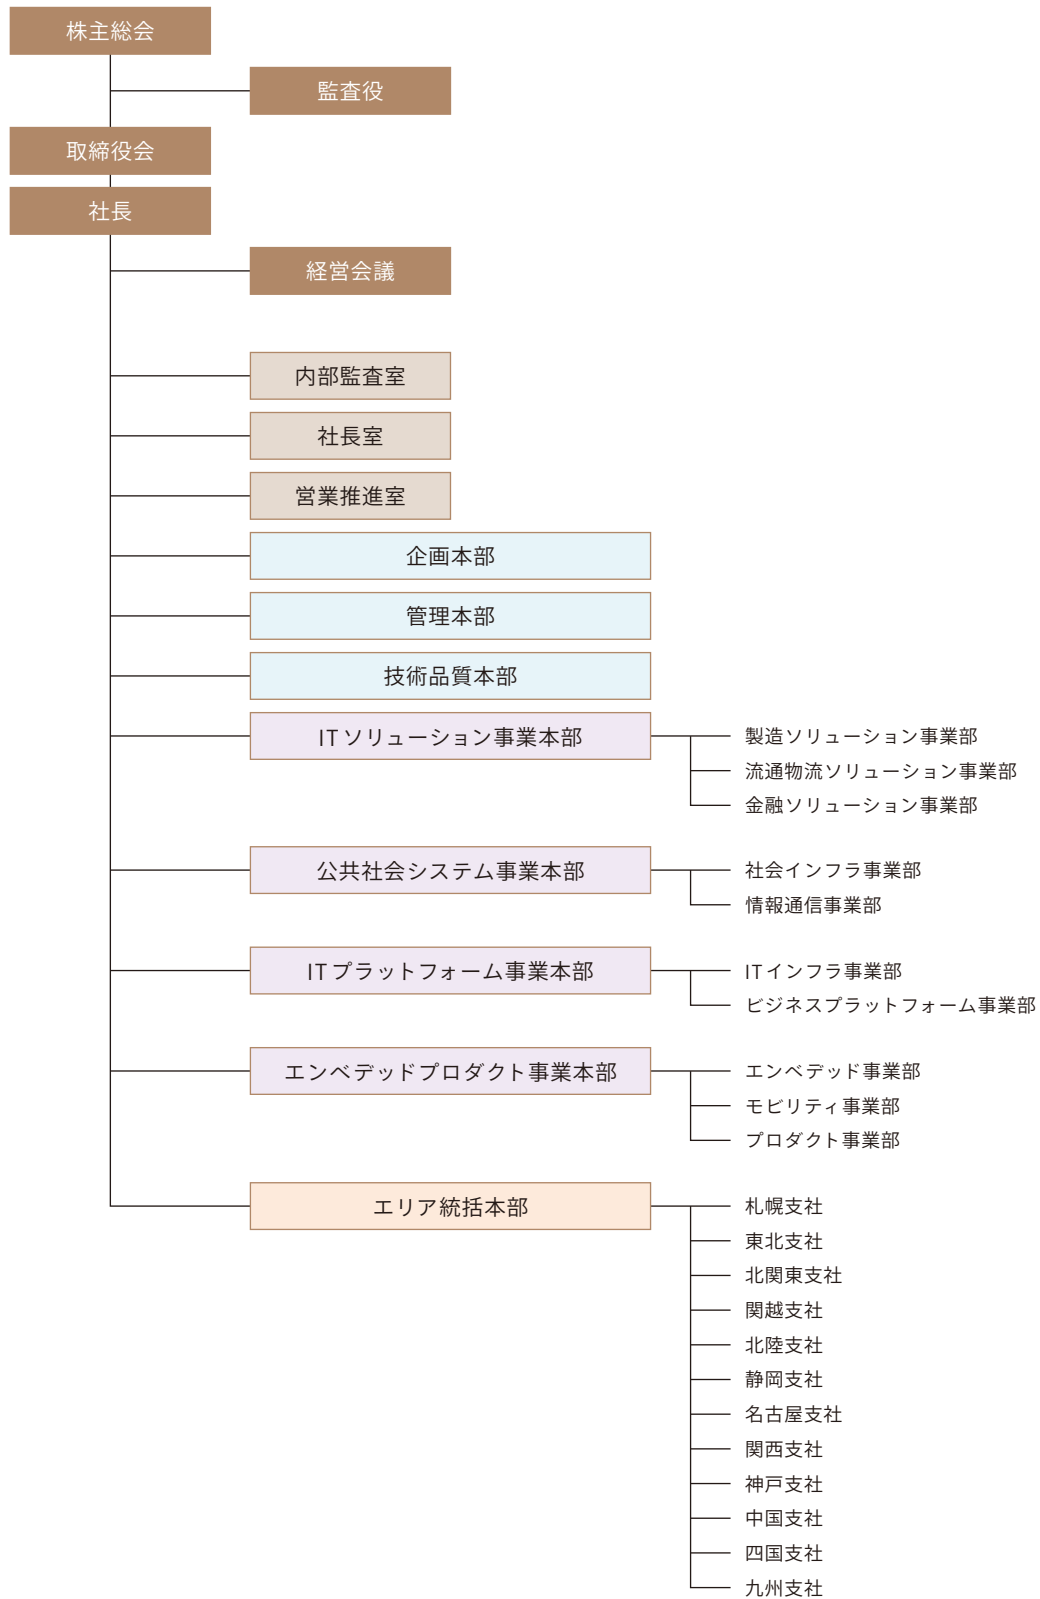 株主総会
監査役
取締役会
社長
経営会議
内部監査室
社長室
営業推進室
企画本部
管理本部
技術品質本部
ITソリューション事業本部
製造ソリューション事業部
流通物流ソリューション事業部
金融ソリューション事業部
公共社会システム事業本部
社会インフラ事業部
情報通信事業部
ITプラットフォーム事業本部
ITインフラ事業部
ビジネスプラットフォーム事業部
エンベデッドプロダクト事業本部
エンベデッド事業部
モビリティ事業部
プロダクト事業部
エリア統括本部
札幌支社
東北支社
北関東支社
関越支社
北陸支社
静岡支社
名古屋支社
関西支社
神戸支社
中国支社
四国支社
九州支社